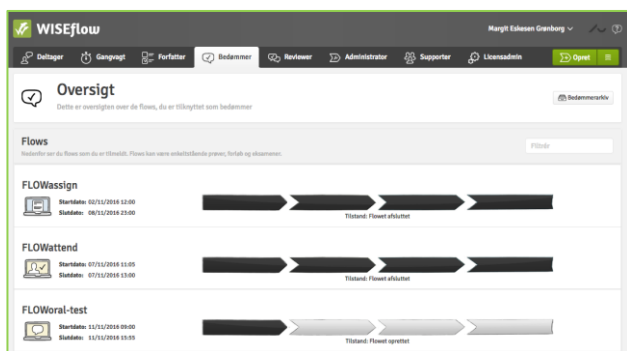 WISEflow
Margit Eskesen Grønborg
Deltager Gangvagt Forfatter Bedømmer Reviewer Administrator Supporter Licensadmin Opret
Oversigt
Dette er oversigten over de flows, du er tilknyttet som bedømmer
Bedømmerarkiv
Flows
Nedenfor ser du flows som du er tilmeldt. Flows kan være enkeltstående prøver, forløb og eksamener.
Filtrér
FLOWassign
Startdato: 02/11/2016 12:00
Slutdato: 08/11/2016 23:00
Tilstand: Flowet afsluttet
FLOWattend
Startdato: 07/11/2016 11:05
Slutdato: 07/11/2016 13:00
Tilstand: Flowet afsluttet
FLOWoral-test
Startdato: 11/11/2016 09:00
Slutdato: 11/11/2016 15:55
Tilstand: Flowet oprettet